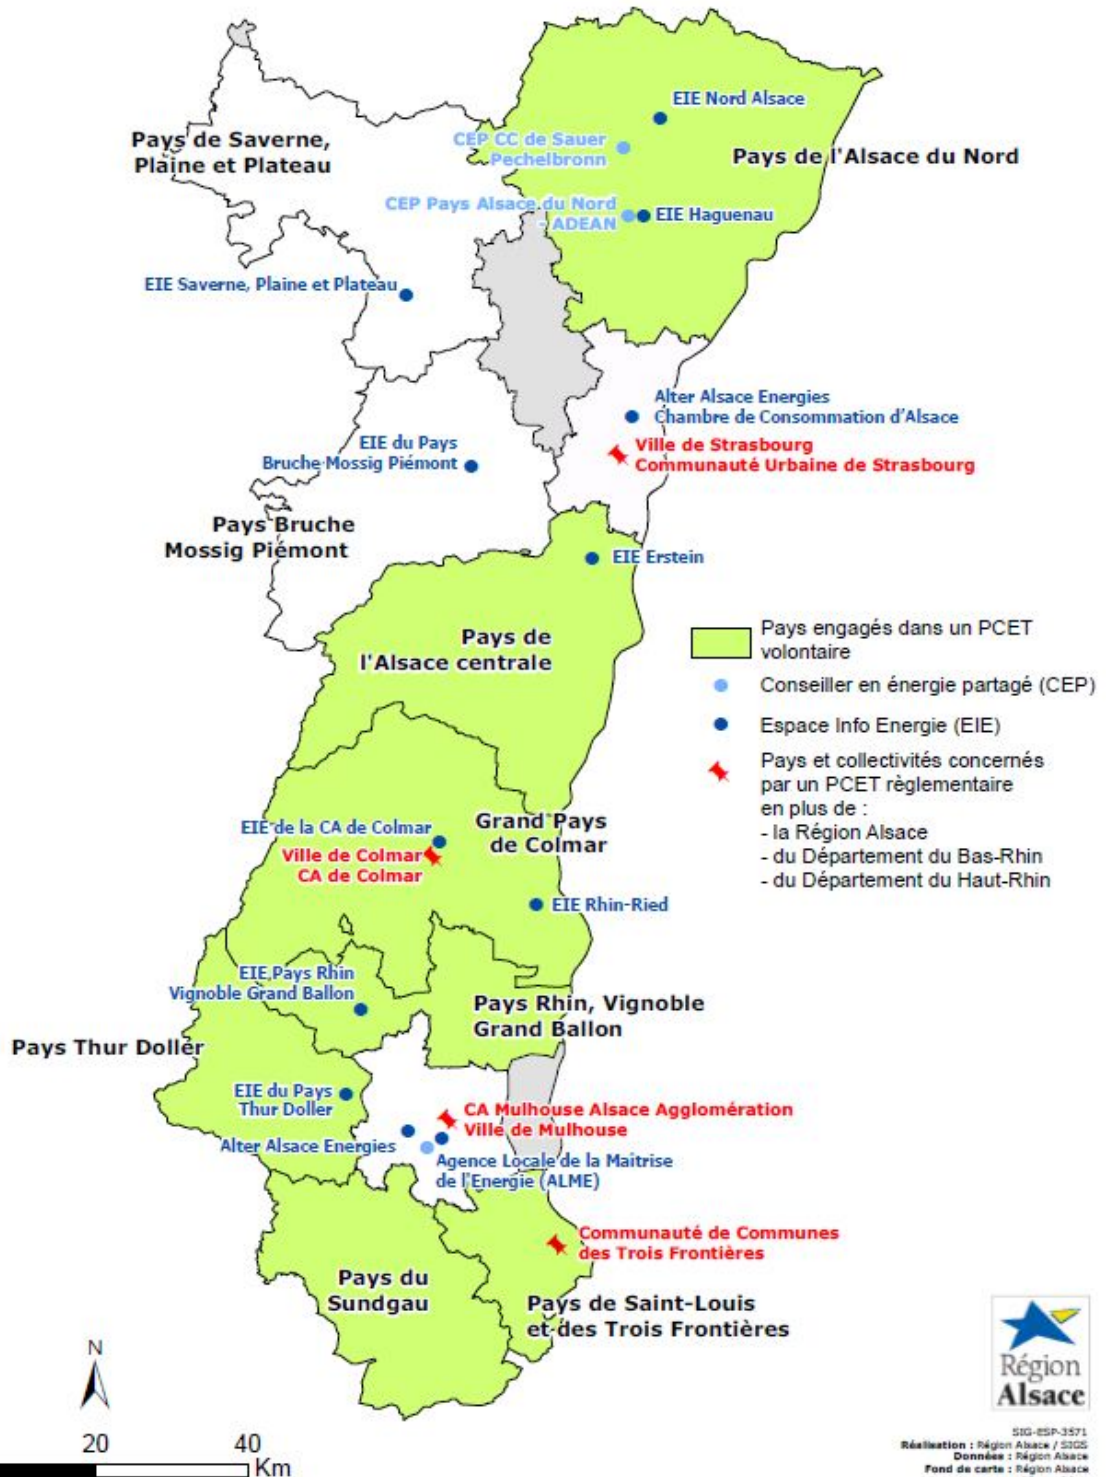 EIE Nord Alsace
Pays de Saverne,
Plaine et Plateau
CEP CC de Sauer
Pechelbronn
Pays de l'Alsace du Nord
CEP Pays Alsace du Nord
- ADEAN
EIE Haguenau
EIE Saverne, Plaine et Plateau
Alter Alsace Energies
Chambre de Consommation d'Alsace
EIE du Pays
Bruche Mossig Piémont
Ville de Strasbourg
Communauté Urbaine de Strasbourg
Pays Bruche
Mossig Piémont
EIE Erstein
Pays de
l'Alsace centrale
Pays engagés dans un PCET
volontaire
Conseiller en énergie partagé (CEP)
Espace Info Energie (EIE)
Pays et collectivités concernés
par un PCET règlementaire
en plus de :
- la Région Alsace
- du Département du Bas-Rhin
- du Département du Haut-Rhin
Grand Pays
de Colmar
EIE de la CA de Colmar
Ville de Colmar
CA de Colmar
EIE Rhin-Ried
EIE Pays Rhin
Vignoble Grand Ballon
Pays Rhin, Vignoble
Grand Ballon
Pays Thur Doller
EIE du Pays
Thur Doller
CA Mulhouse Alsace Agglomération
Ville de Mulhouse
Alter Alsace Energies
Agence Locale de la Maîtrise
de l'Energie (ALME)
Communauté de Communes
des Trois Frontières
Pays du
Sundgau
Pays de Saint-Louis
et des Trois Frontières
N
20 40
Km
Région
Alsace
SIG-ESP-3571
Réalisation : Région Alsace / SIGS
Données : Région Alsace
Fond de carte : Région Alsace